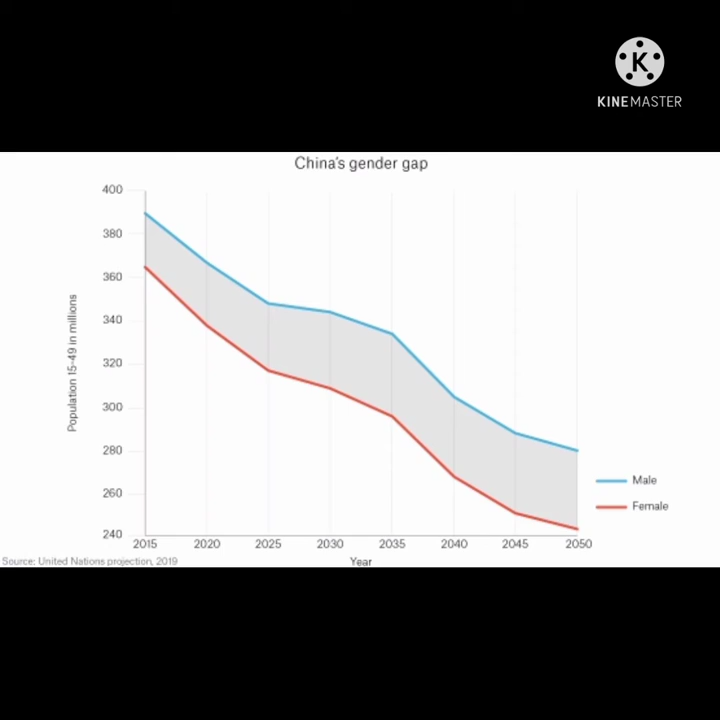 K
KINEMASTER
China's gender gap
400
380
360
340
320
300
280
260
240
Population 15-49 in millions
Male
Female
2015 2020 2025 2030 2035 2040 2045 2050
Year
Source: United Nations projection, 2019